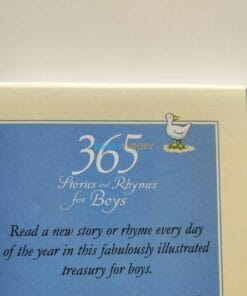 365
Stories and Rhymes
for Boys
Read a new story or rhyme every day
of the year in this fabulously illustrated
treasury for boys.